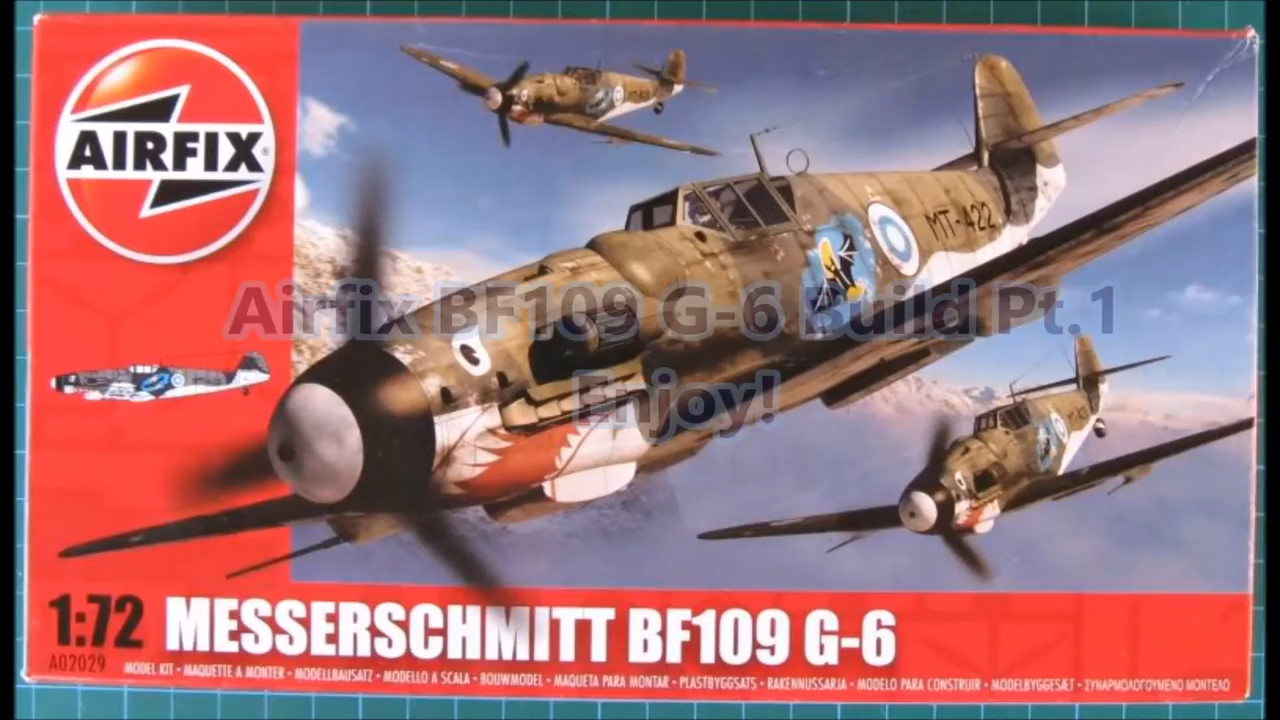 AIRFIX
MT-422
Airfix BF109 G-6 Build Pt.1
Enjoy!
1:72 MESSERSCHMITT BF109 G-6
A02029
MODEL KIT • MAQUETTE A MONTER • MODELLBAUSATZ • MODELLO A SCALA • BOUWMODEL • MAQUETA PARA MONTAR • PLASTBYGGSATS • RAKENNUSSARJA • MODELO PARA CONSTRUIR • MODELBYGGESÆT • ΣΥΝΑΡΜΟΛΟΓΟΥΜΕΝΟ ΜΟΝΤΕΛΟ